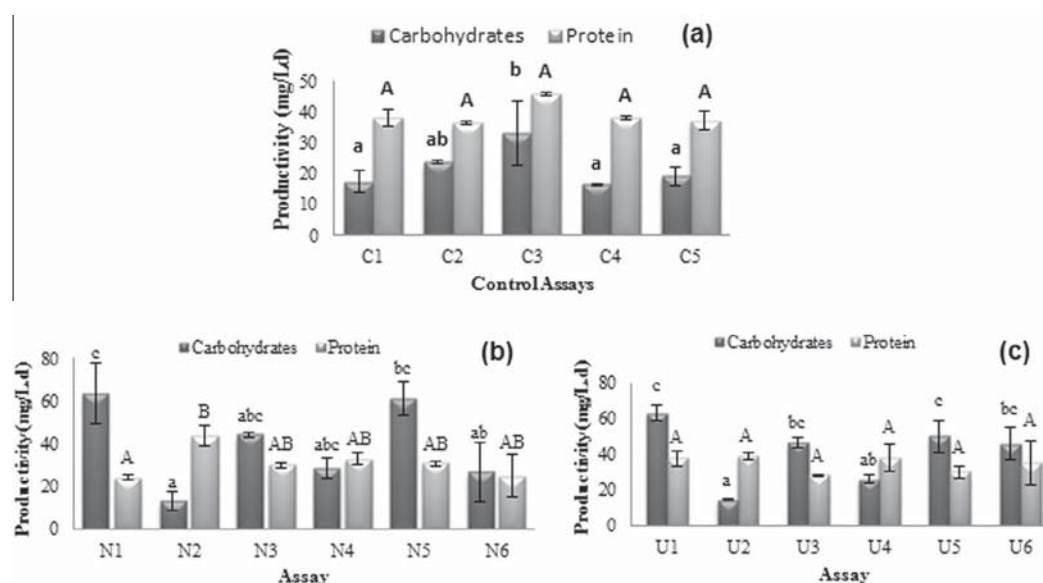 Carbohydrates Protein (a)
Productivity (mg/Ld)
50
40
30
20
10
0
a A ab A b A a A a A
C1 C2 C3 C4 C5
Control Assays
Carbohydrates Protein (b)
Productivity (mg/Ld)
80
60
40
20
0
c A a B abc AB abc AB bc AB ab AB
N1 N2 N3 N4 N5 N6
Assay
Carbohydrates Protein (c)
Productivity (mg/Ld)
80
60
40
20
0
c A a A bc A ab A c A bc A
U1 U2 U3 U4 U5 U6
Assay